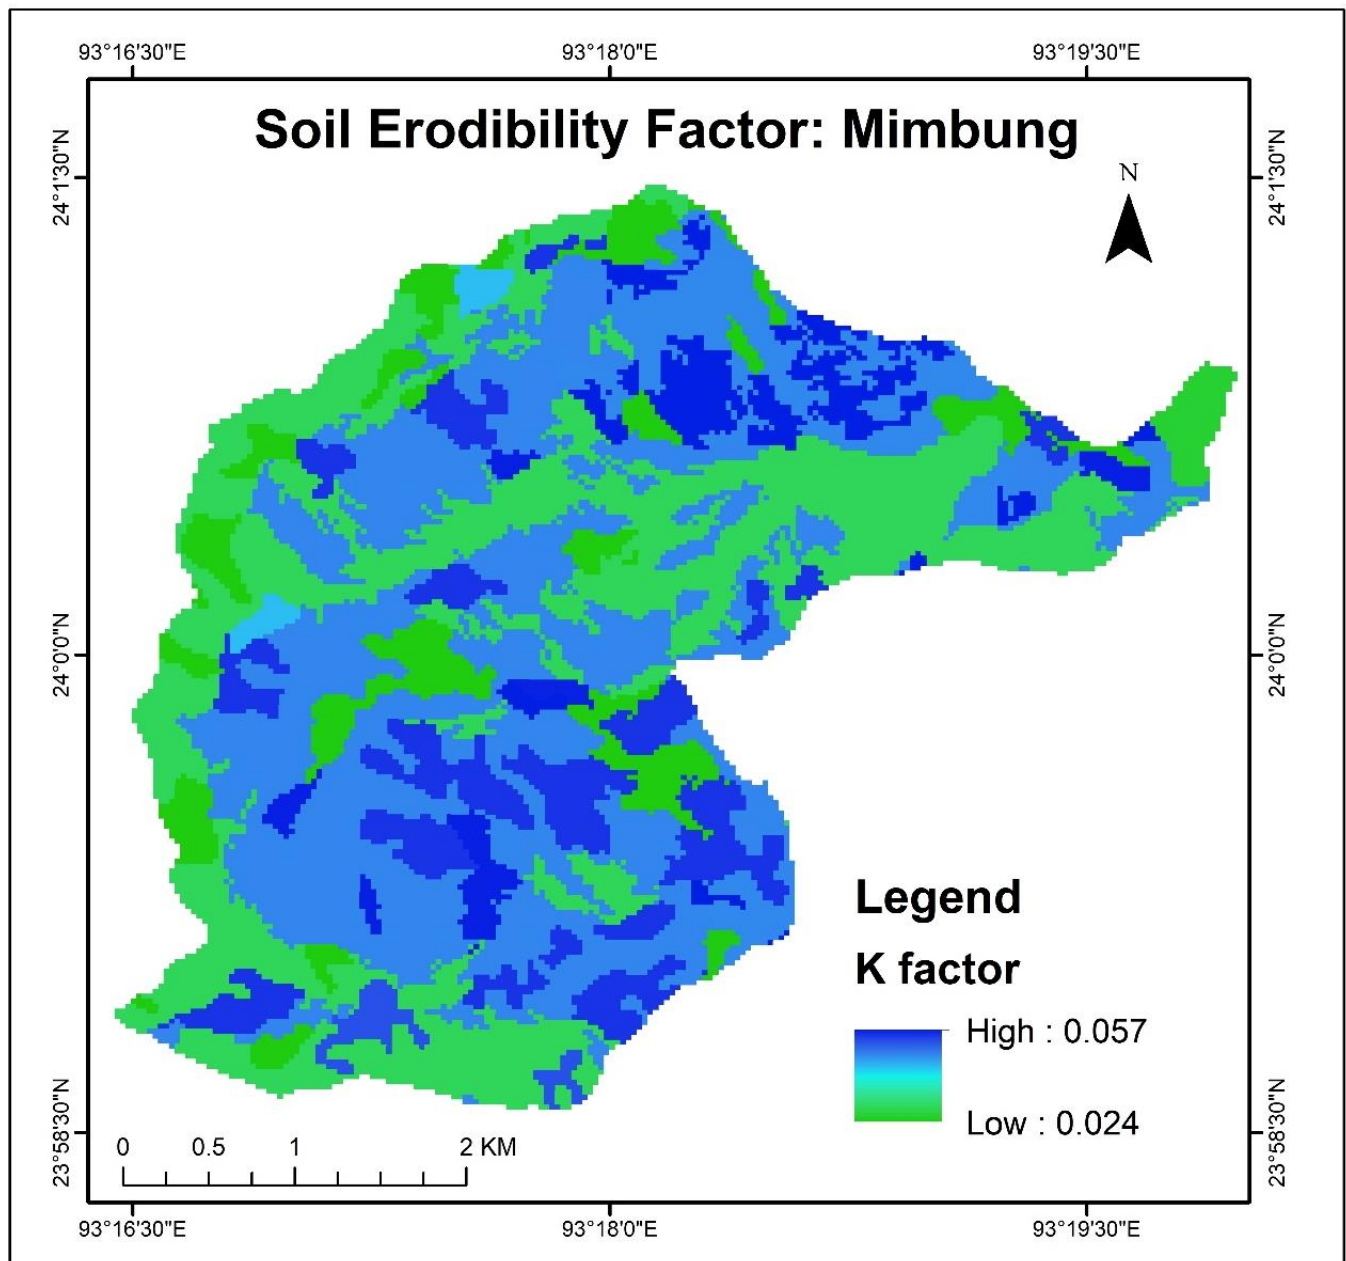 93°16'30"E 93°18'0"E 93°19'30"E
Soil Erodibility Factor: Mimbung
N
24°1'30"N 24°1'30"N
24°0'0"N 24°0'0"N
Legend
K factor
High : 0.057
Low : 0.024
23°58'30"N 23°58'30"N
0 0.5 1 2 KM
93°16'30"E 93°18'0"E 93°19'30"E